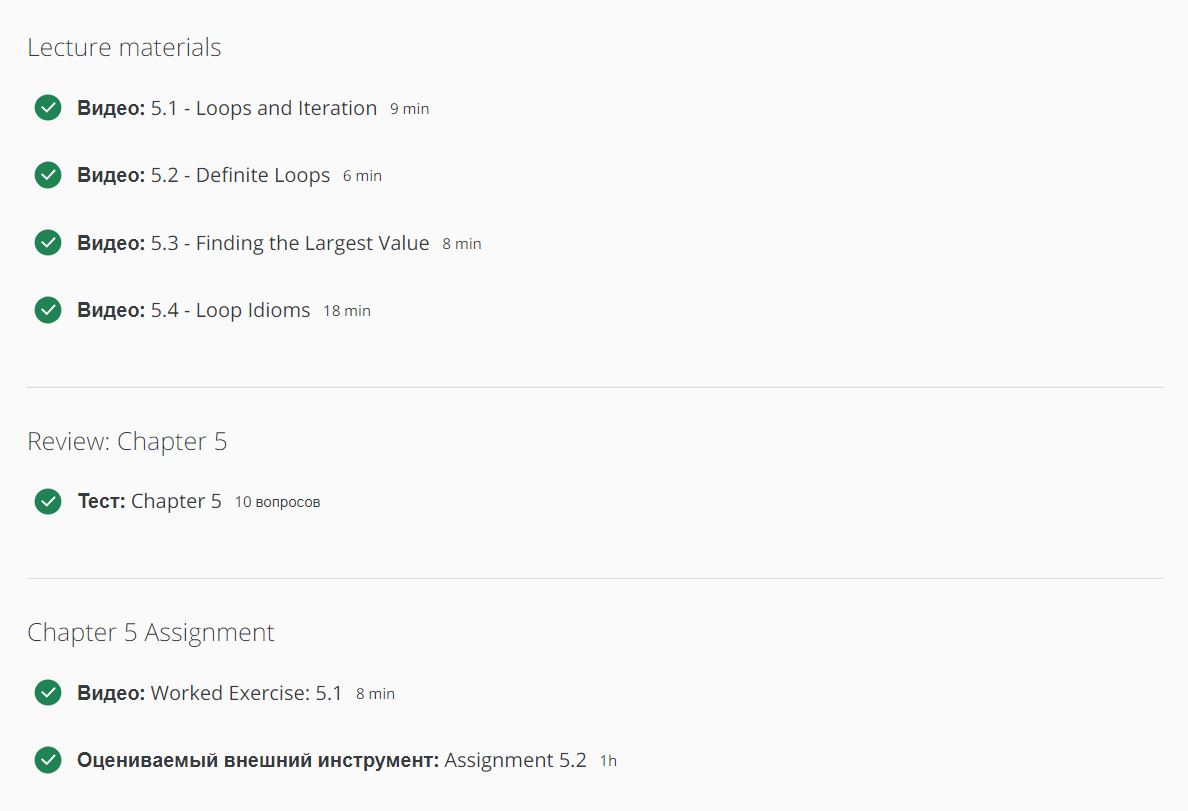 Lecture materials
Видео: 5.1 - Loops and Iteration 9 min
Видео: 5.2 - Definite Loops 6 min
Видео: 5.3 - Finding the Largest Value 8 min
Видео: 5.4 - Loop Idioms 18 min
Review: Chapter 5
Тест: Chapter 5 10 вопросов
Chapter 5 Assignment
Видео: Worked Exercise: 5.1 8 min
Оцениваемый внешний инструмент: Assignment 5.2 1h